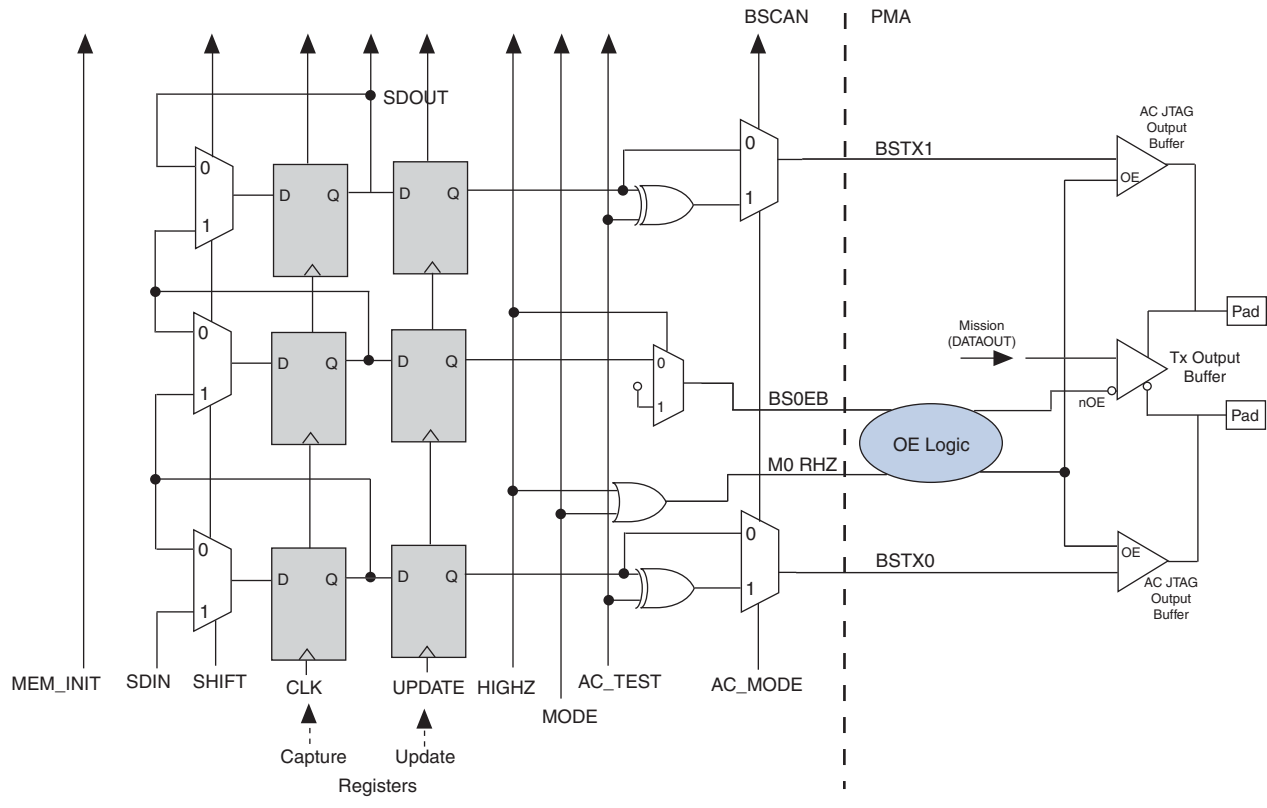 BSCAN
PMA
SDOUT
AC JTAG
Output
Buffer
0
0
BSTX1
D
Q
D
Q
OE
1
1
0
Mission
(DATAOUT)
Pad
D
Q
D
Q
0
Tx Output
Buffer
1
1
BS0EB
nOE
Pad
OE Logic
M0 RHZ
0
0
OE
D
Q
D
Q
BSTX0
1
1
AC JTAG
Output
Buffer
MEM_INIT
SDIN
SHIFT
CLK
UPDATE
HIGHZ
AC_TEST
AC_MODE
MODE
Capture
Update
Registers